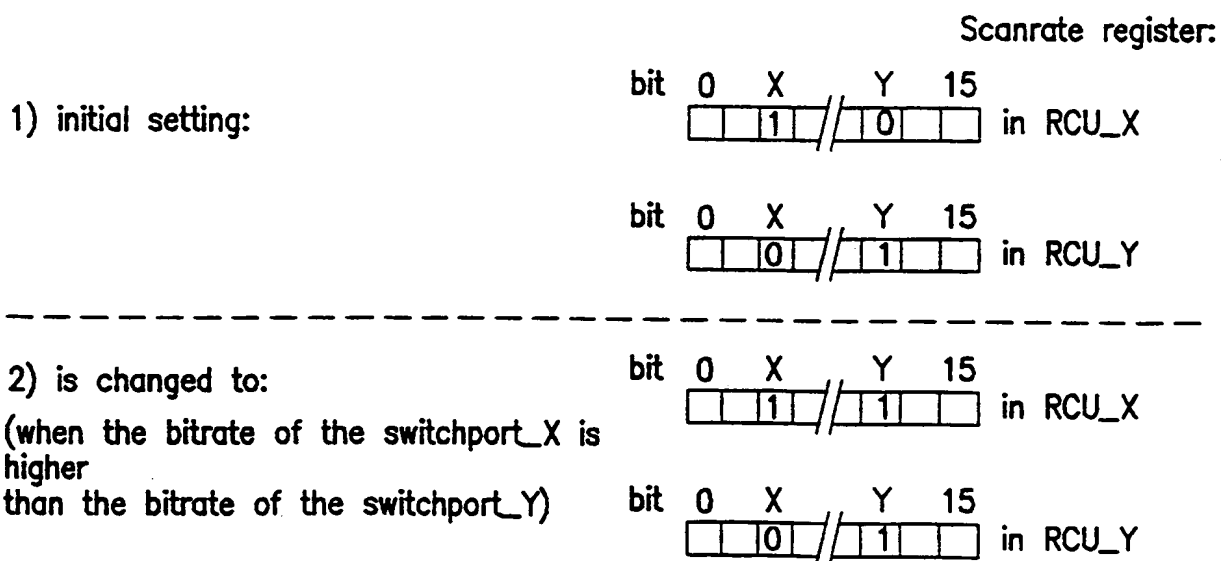 Scanrate register:
bit 0 X Y 15
1) initial setting:
1 0 in RCU_X
bit 0 X Y 15
0 1 in RCU_Y
2) is changed to:
bit 0 X Y 15
1 1 in RCU_X
(when the bitrate of the switchport_X is
higher
than the bitrate of the switchport_Y)
bit 0 X Y 15
0 1 in RCU_Y